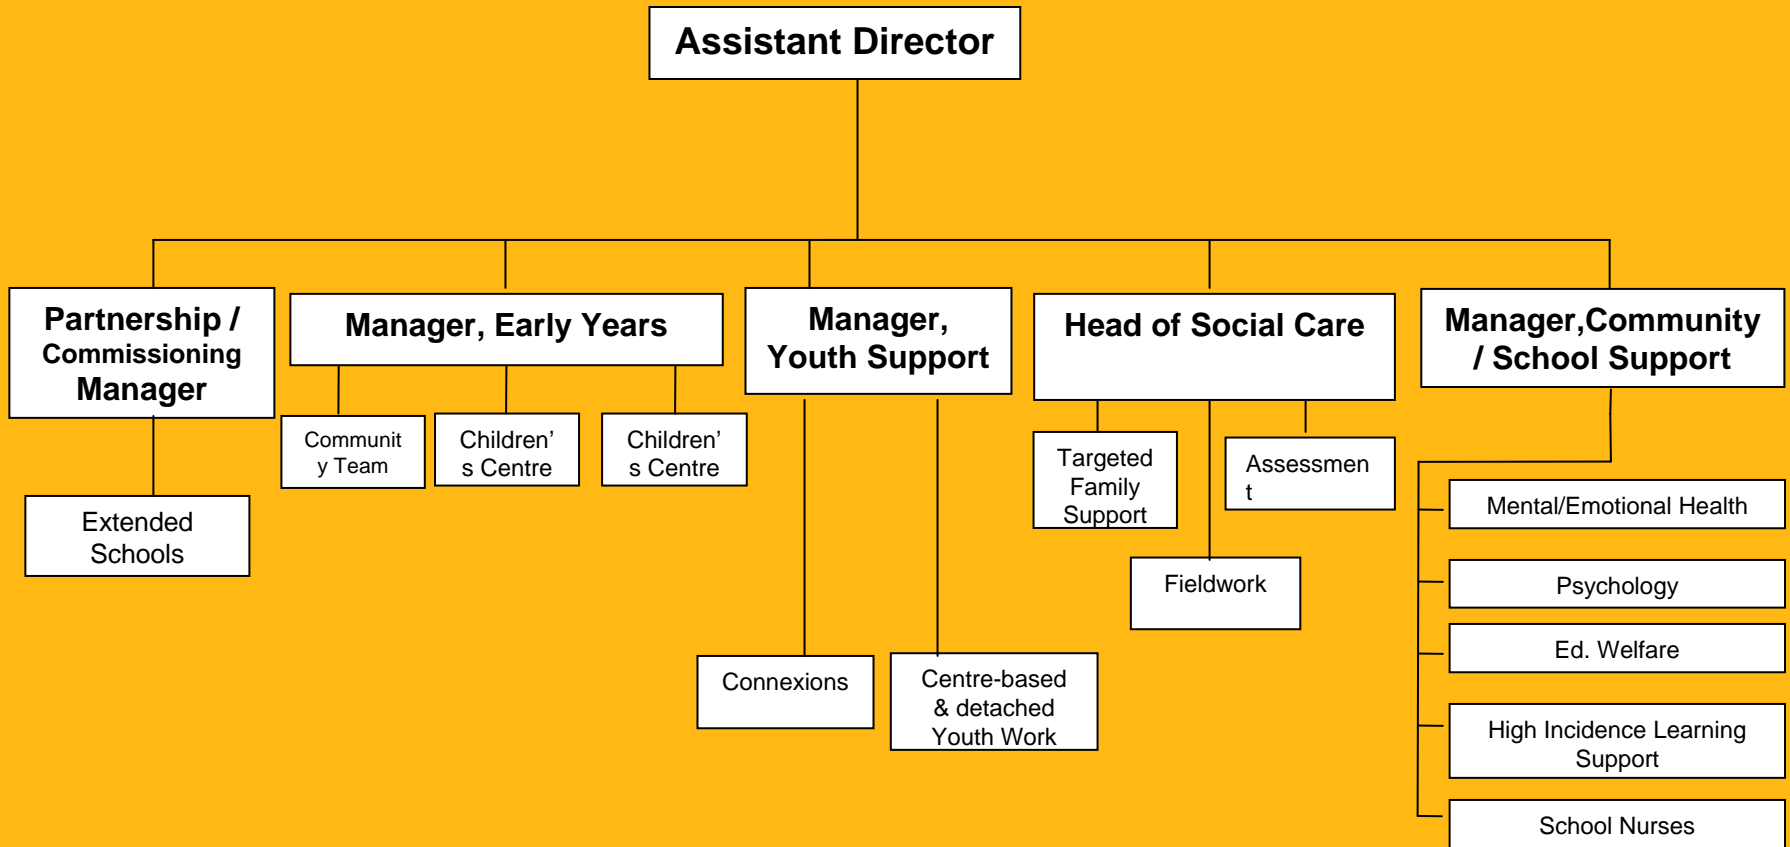 Assistant Director
Partnership /
Commissioning
Manager
Manager, Early Years
Manager,
Youth Support
Head of Social Care
Manager,Community
/ School Support
Communit
y Team
Children’
s Centre
Children’
s Centre
Targeted
Family
Support
Assessmen
t
Extended
Schools
Fieldwork
Connexions
Centre-based
& detached
Youth Work
Mental/Emotional Health
Psychology
Ed. Welfare
High Incidence Learning
Support
School Nurses